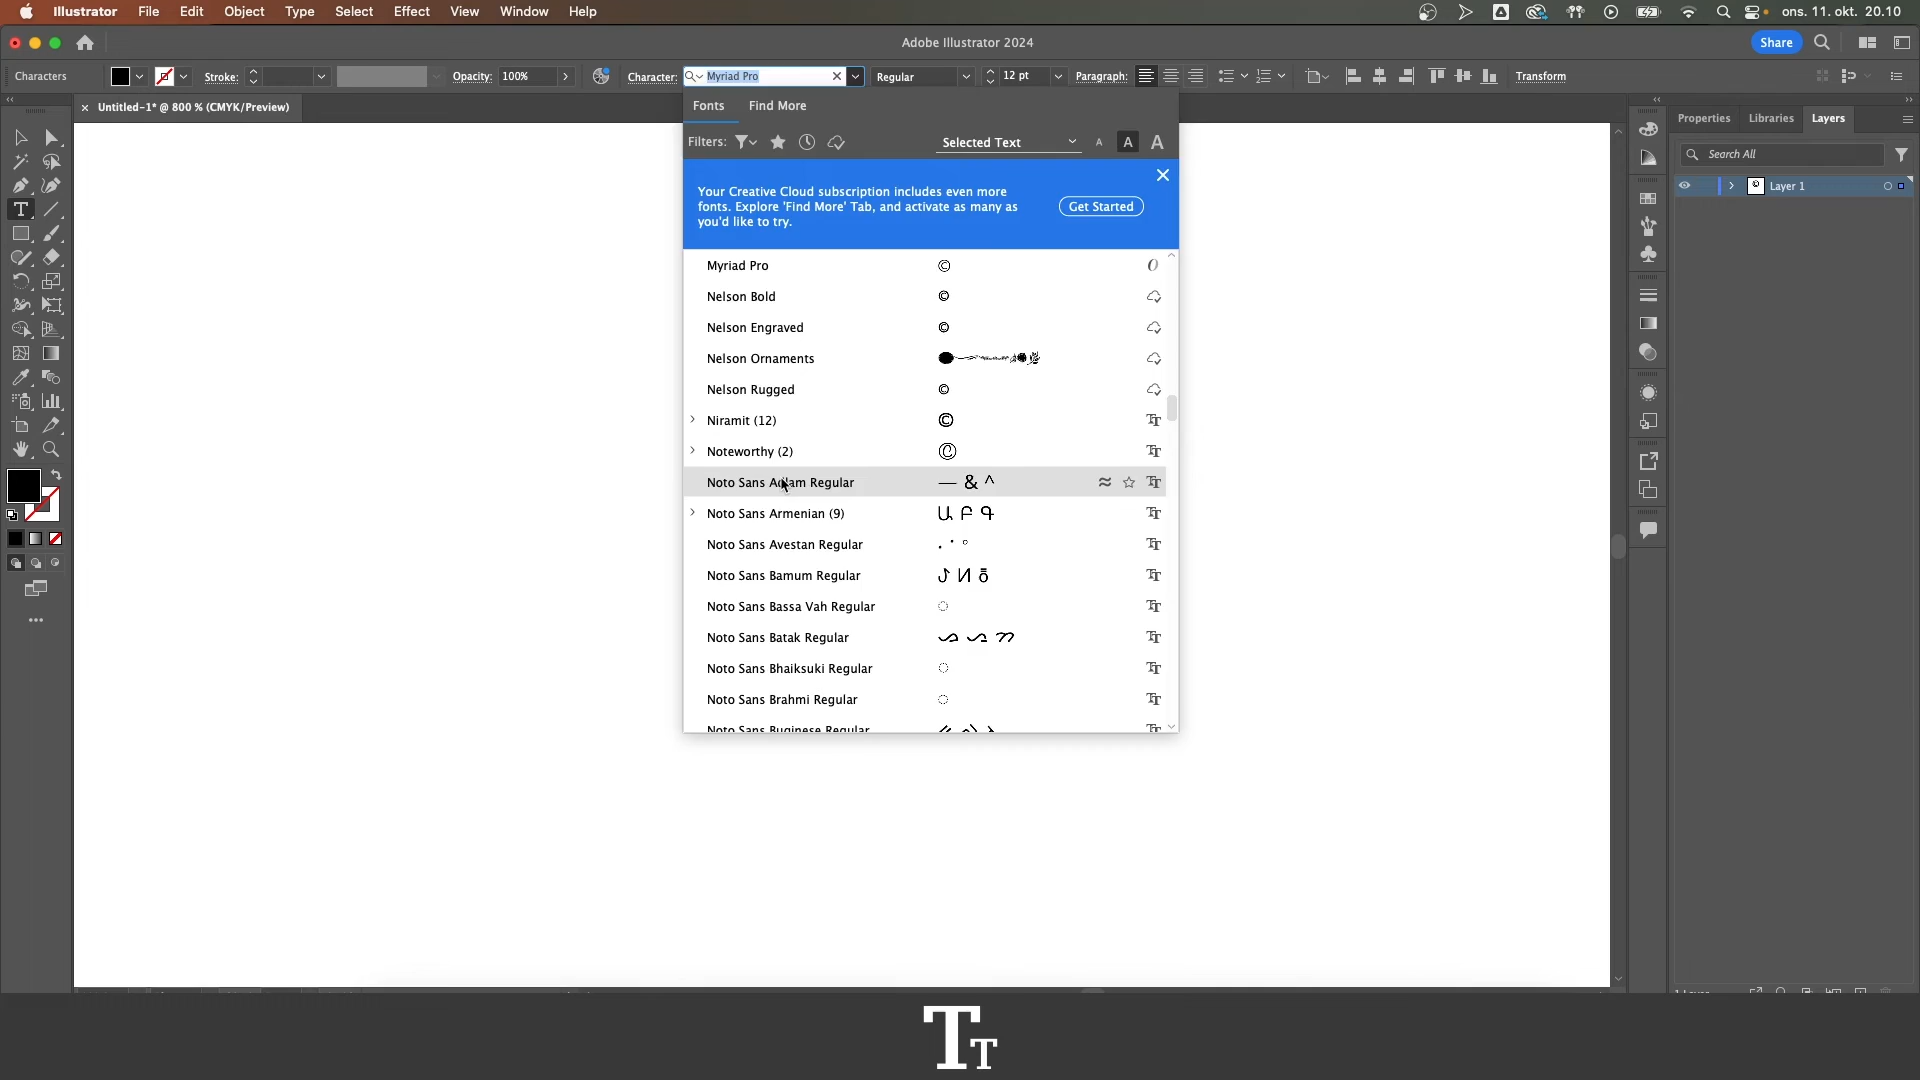 Illustrator File Edit Object Type Select Effect View Window Help
ons. 11. okt. 20.10
Adobe Illustrator 2024
Share
Characters
Stroke:
Opacity: 100%
Character: Myriad Pro
Regular
12 pt
Paragraph:
Transform
× Untitled-1* @ 800 % (CMYK/Preview)
Fonts Find More
Properties Libraries Layers
Filters:
Selected Text
A A A
Search All
Your Creative Cloud subscription includes even more
fonts. Explore 'Find More' Tab, and activate as many as
you'd like to try.
Get Started
Layer 1
Myriad Pro ©
Nelson Bold ©
Nelson Engraved ©
Nelson Ornaments
Nelson Rugged ©
Niramit (12) ©
Noteworthy (2) ©
Noto Sans Adlam Regular — & ^
Noto Sans Armenian (9) Ա Բ Գ
Noto Sans Avestan Regular
Noto Sans Bamum Regular
Noto Sans Bassa Vah Regular
Noto Sans Batak Regular
Noto Sans Bhaiksuki Regular
Noto Sans Brahmi Regular
Noto Sans Buginese Regular
1 Layer
TT